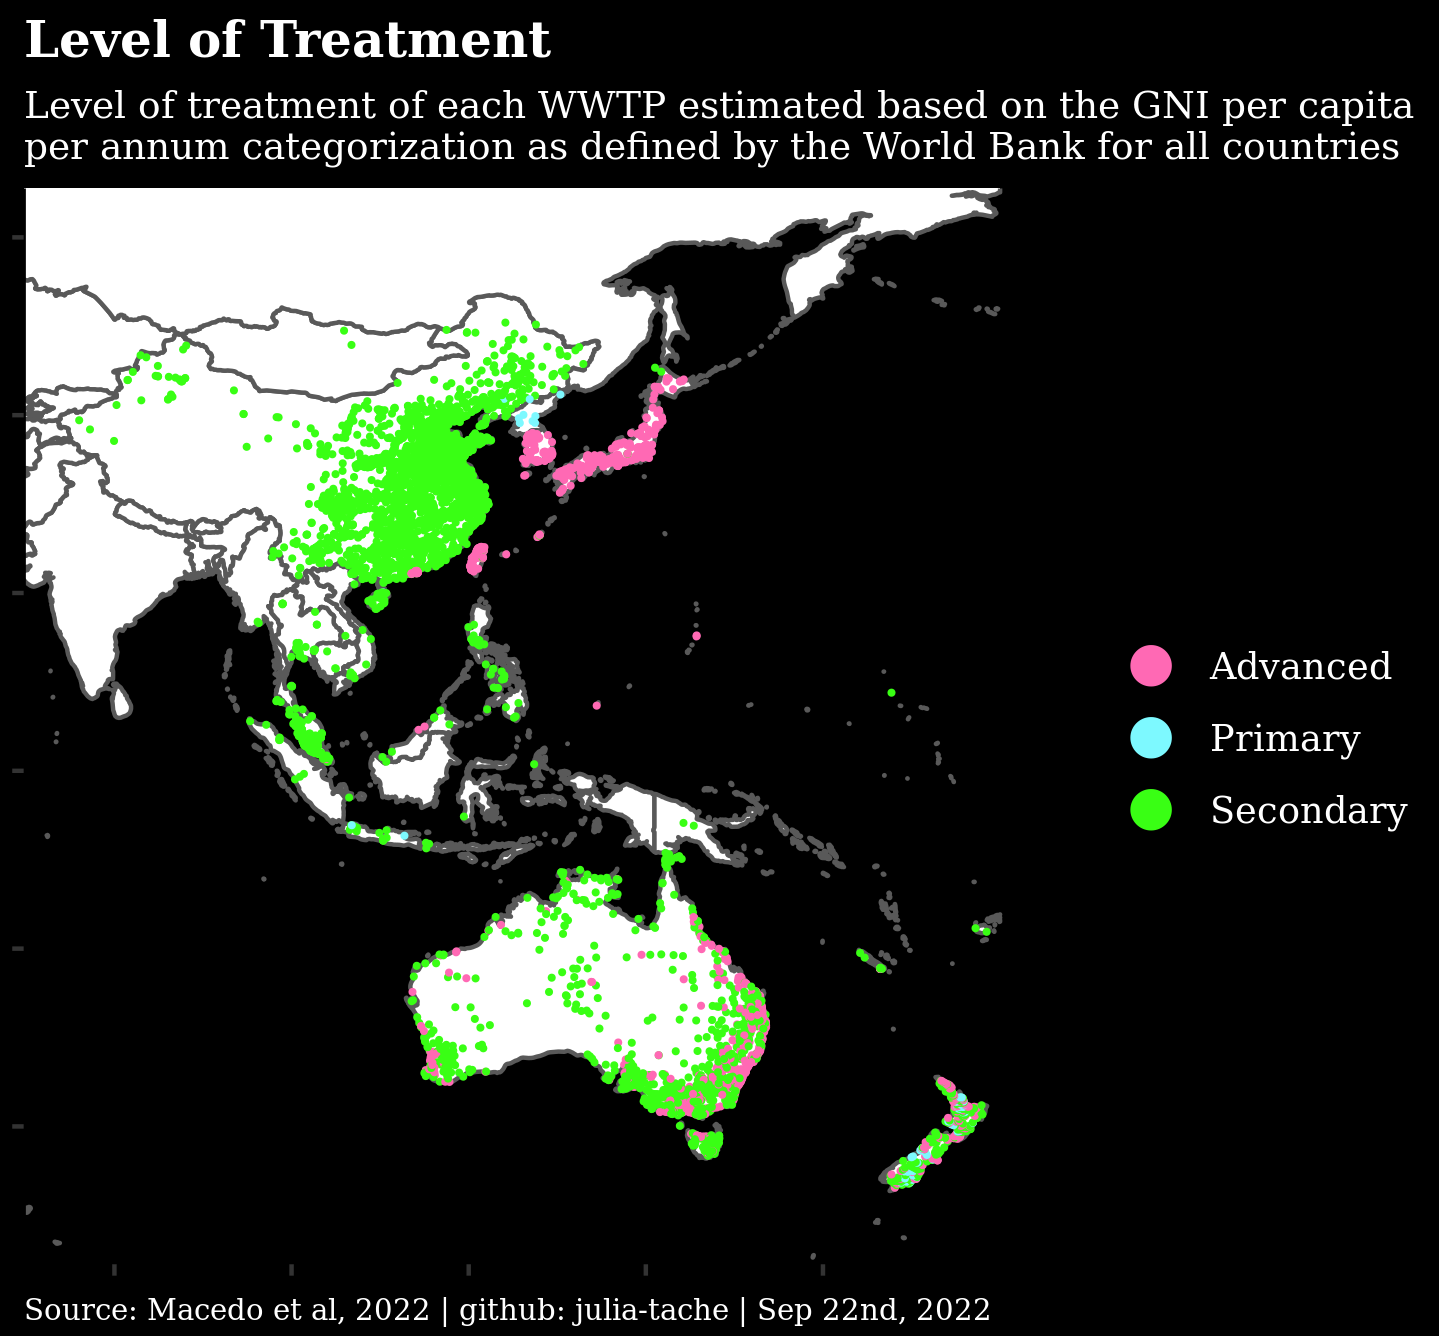 Level of Treatment
Level of treatment of each WWTP estimated based on the GNI per capita
per annum categorization as defined by the World Bank for all countries
Advanced
Primary
Secondary
Source: Macedo et al, 2022 | github: julia-tache | Sep 22nd, 2022